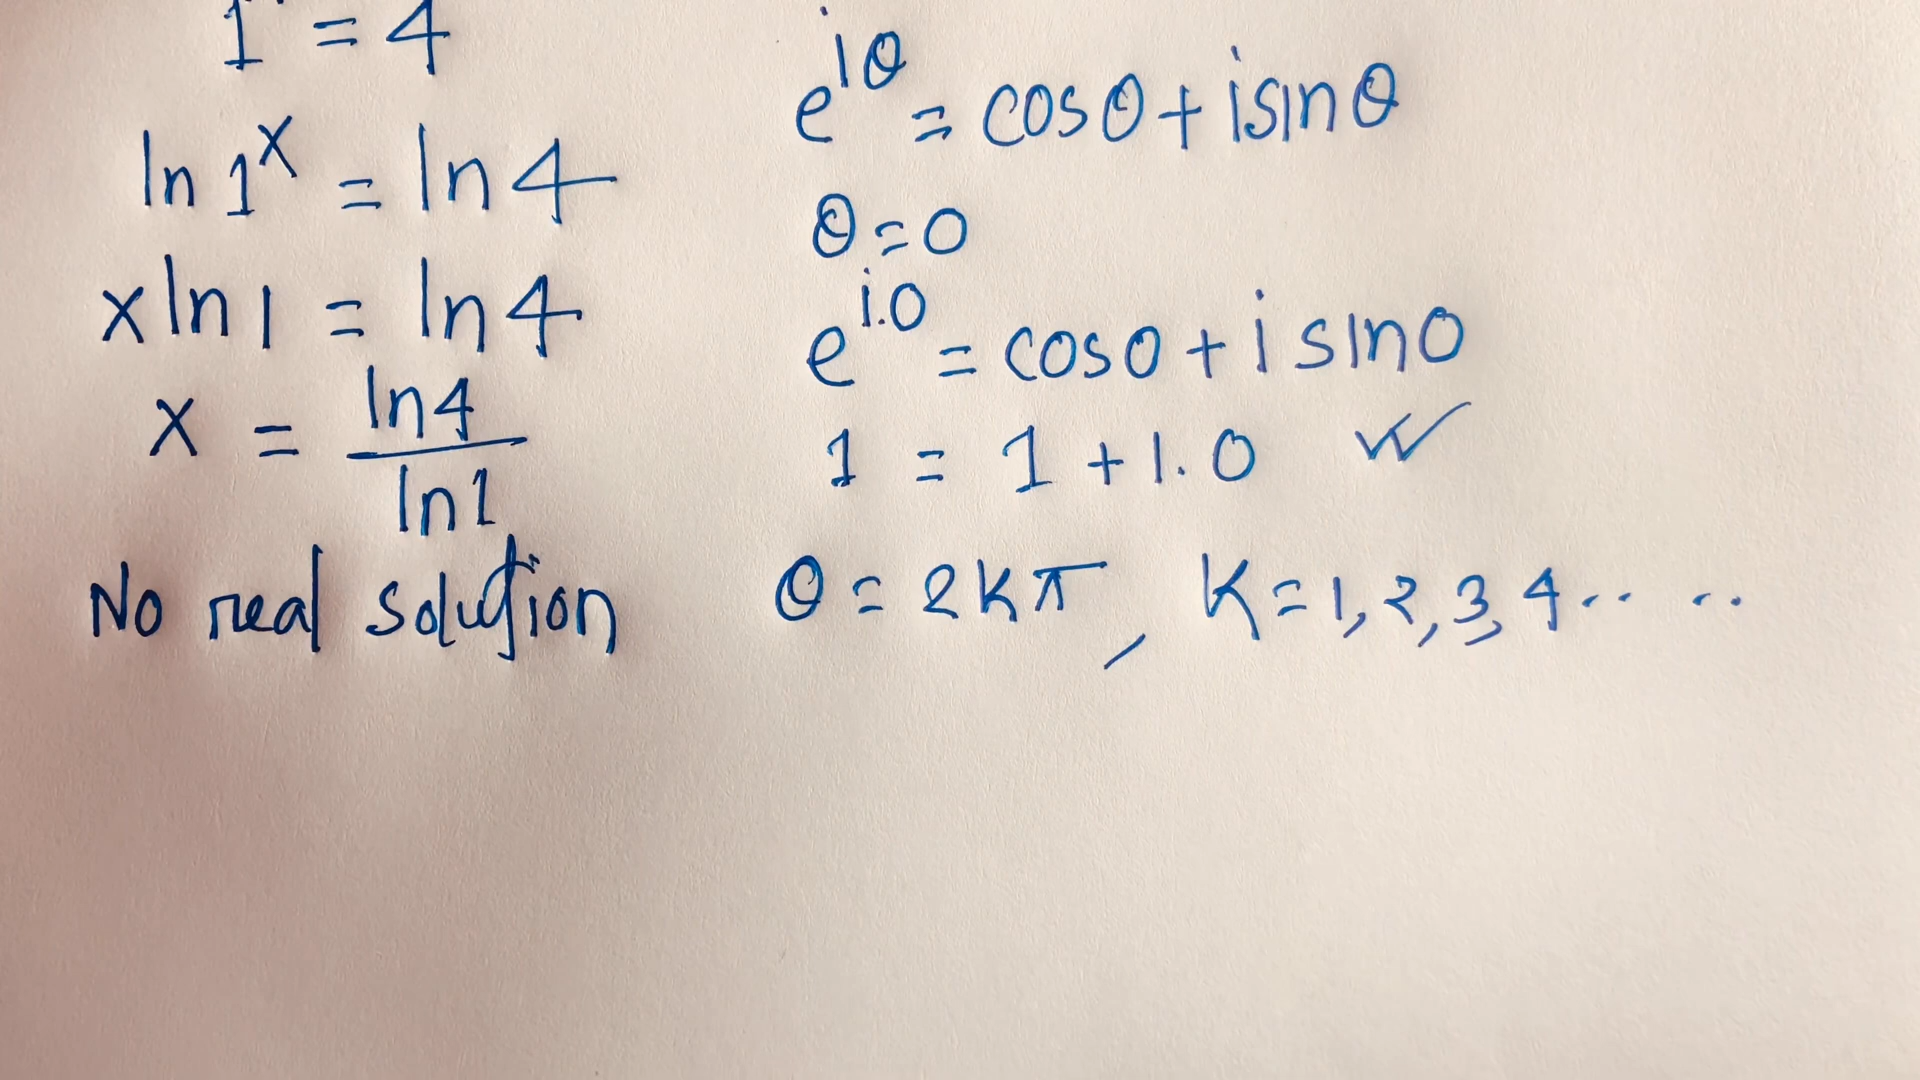 1 = 4
ln 1^x = ln 4
x ln 1 = ln 4
x = ln4 / ln1
No real solution
e^iθ = cosθ + isinθ
θ = 0
e^i.0 = cos0 + i sin0
1 = 1 + 1.0 ✓
θ = 2Kπ, K = 1, 2, 3, 4 .. ..